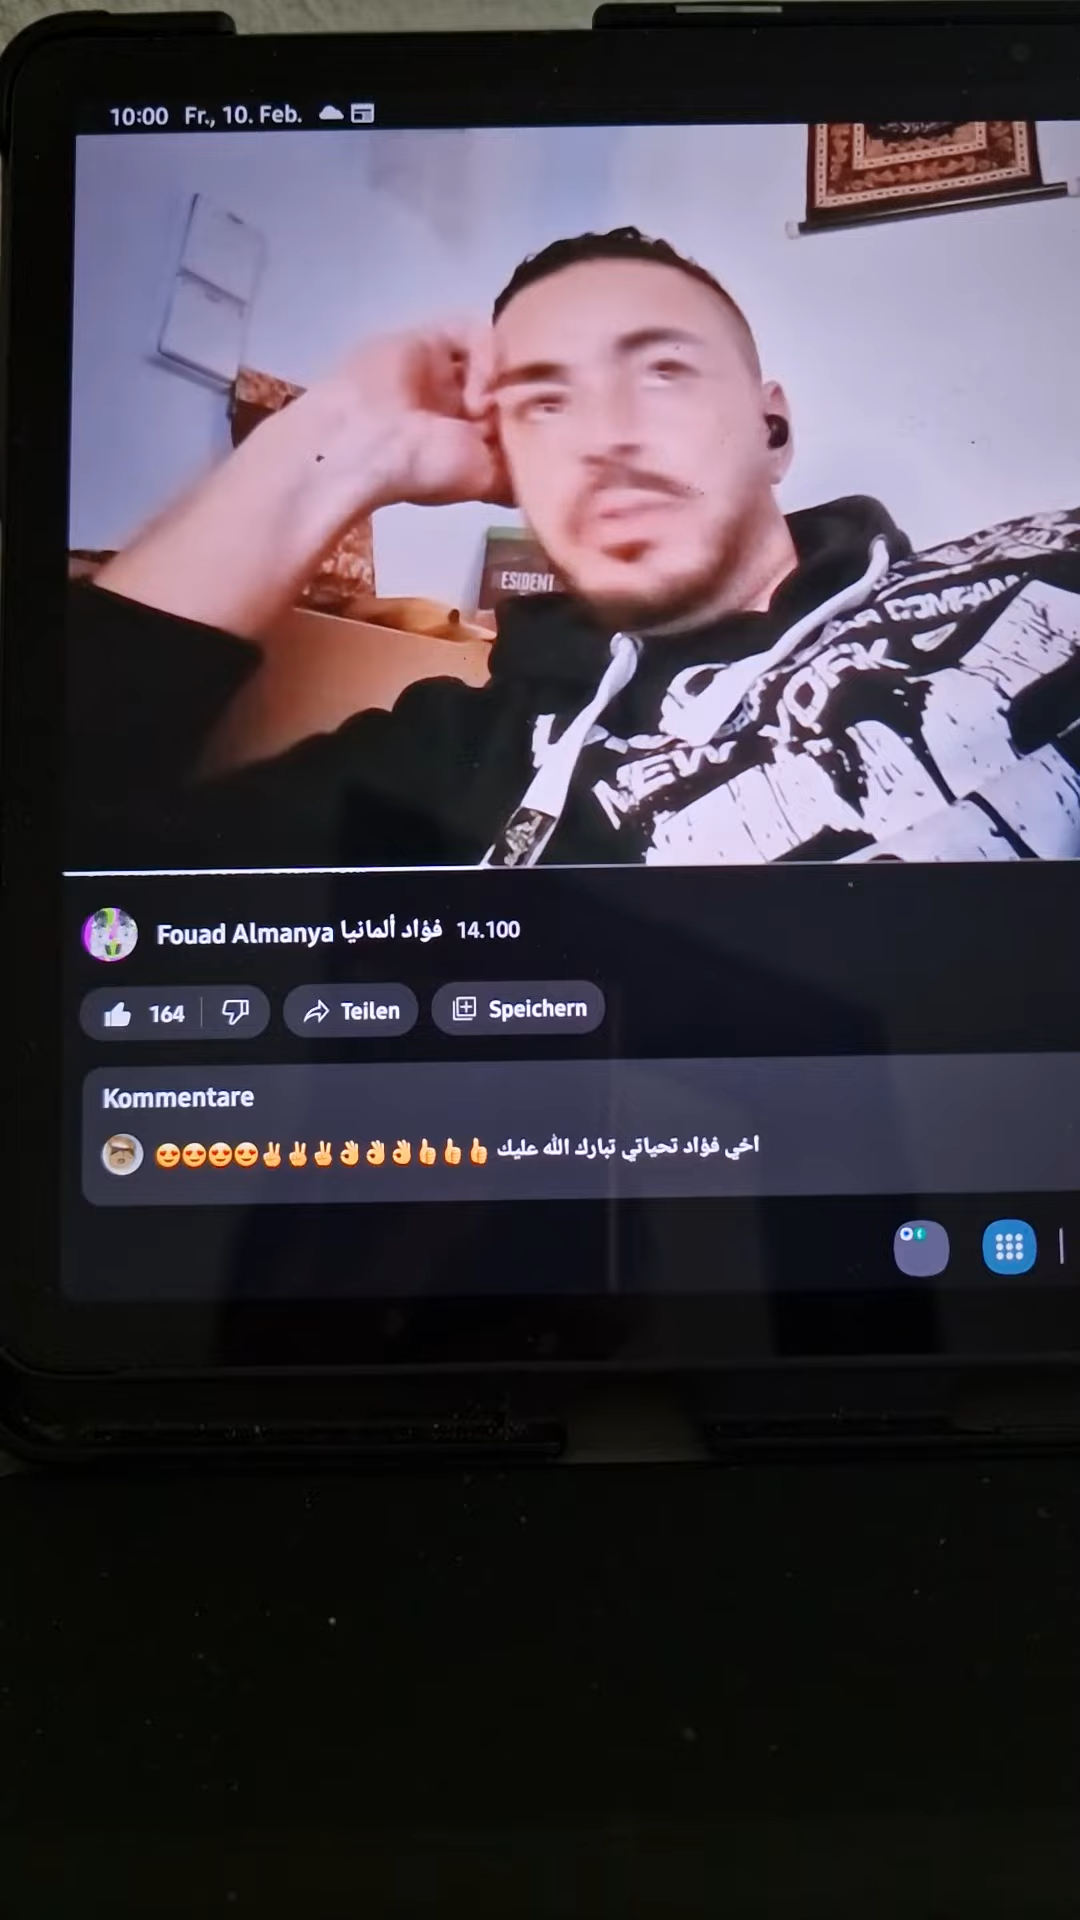 10:00 Fr., 10. Feb.
ESIDENT
COMPAN
NEW YORK
Fouad Almanya فؤاد ألمانيا 14.100
164 Teilen Speichern
Kommentare
😍😍😍😍✌✌✌👌👌👌👍👍👍 اخي فؤاد تحياتي تبارك الله عليك